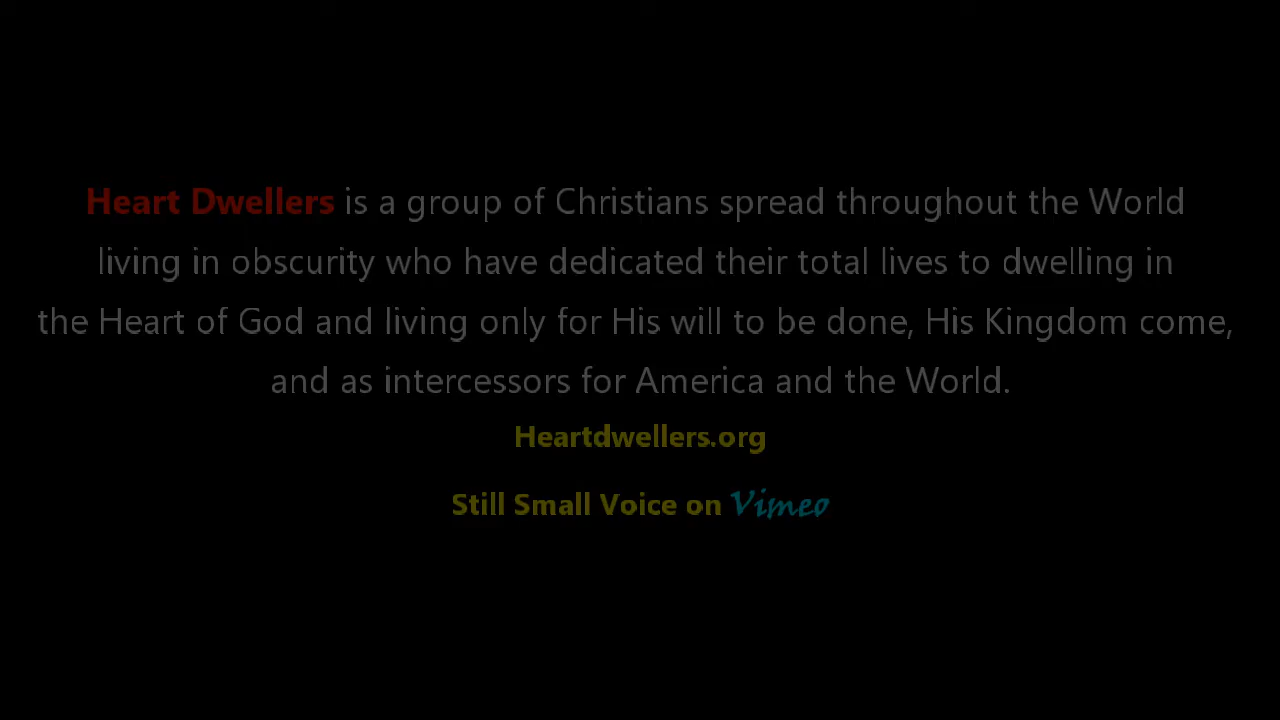 Heart Dwellers is a group of Christians spread throughout the World
living in obscurity who have dedicated their total lives to dwelling in
the Heart of God and living only for His will to be done, His Kingdom come,
and as intercessors for America and the World.
Heartdwellers.org
Still Small Voice on Vimeo